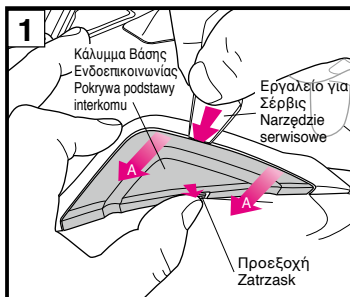 1
Κάλυμμα Βάσης
Ενδοεπικοινωνίας
Pokrywa podstawy
interkomu
Εργαλείο για
Σέρβις
Narzędzie
serwisowe
A
A
Προεξοχή
Zatrzask